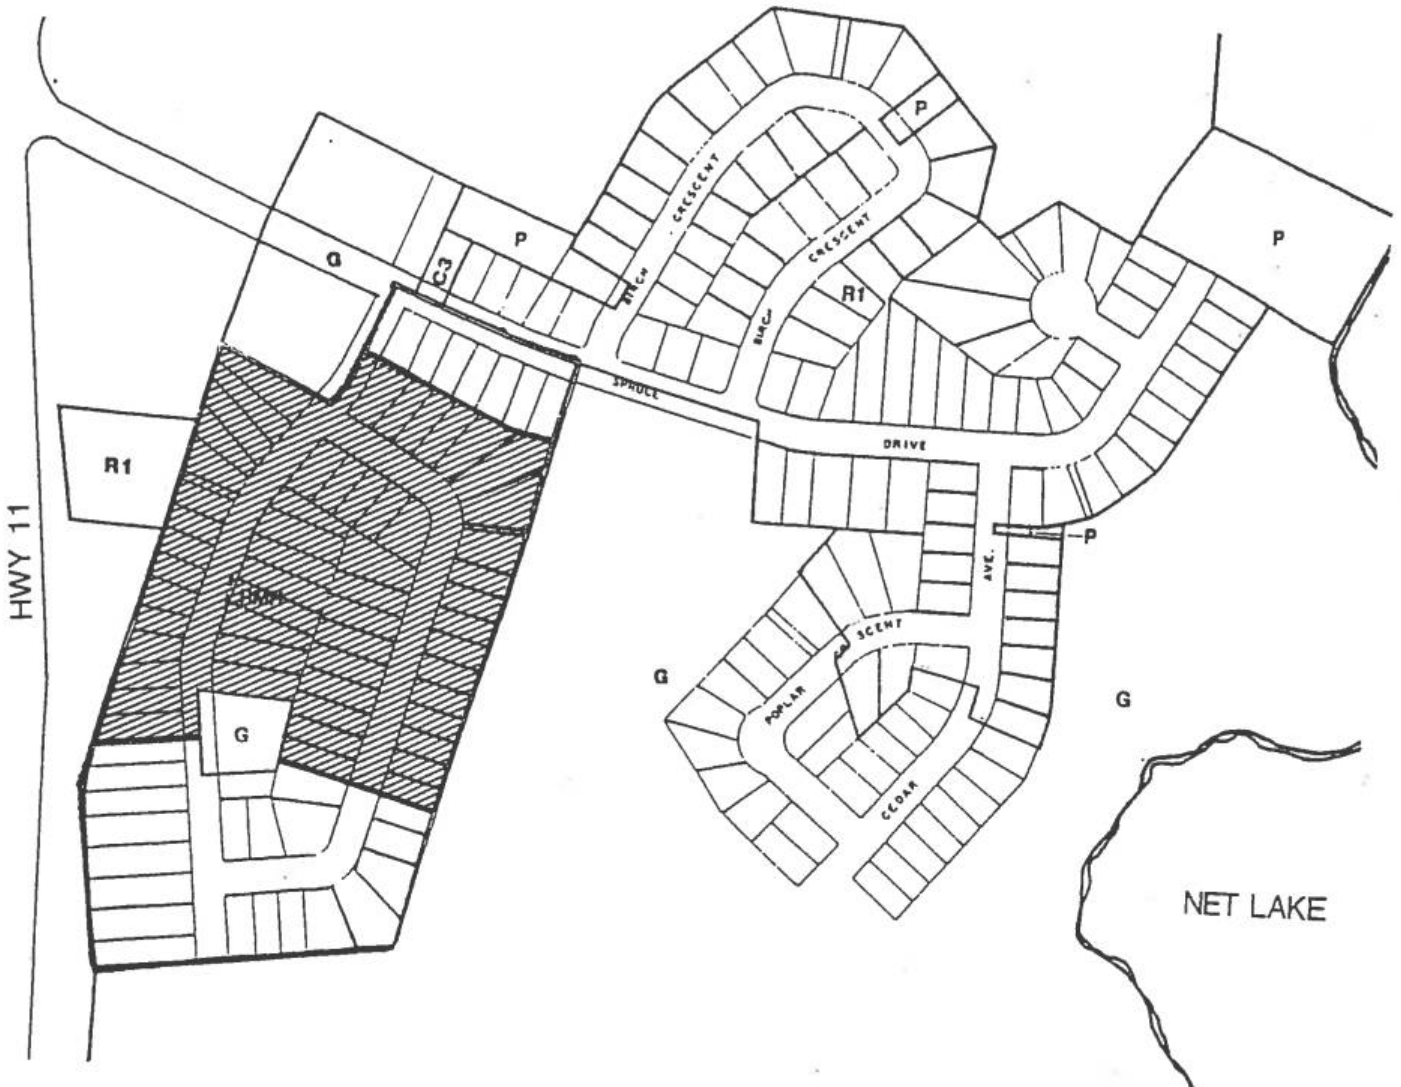 P
P
P
CRESCENT
CRESCENT
G
C3
BIRCH
BIRCH
R1
SPRUCE
DRIVE
R1
HWY 11
AVE.
P
SCENT
G
POPLAR
G
G
CEDAR
NET LAKE